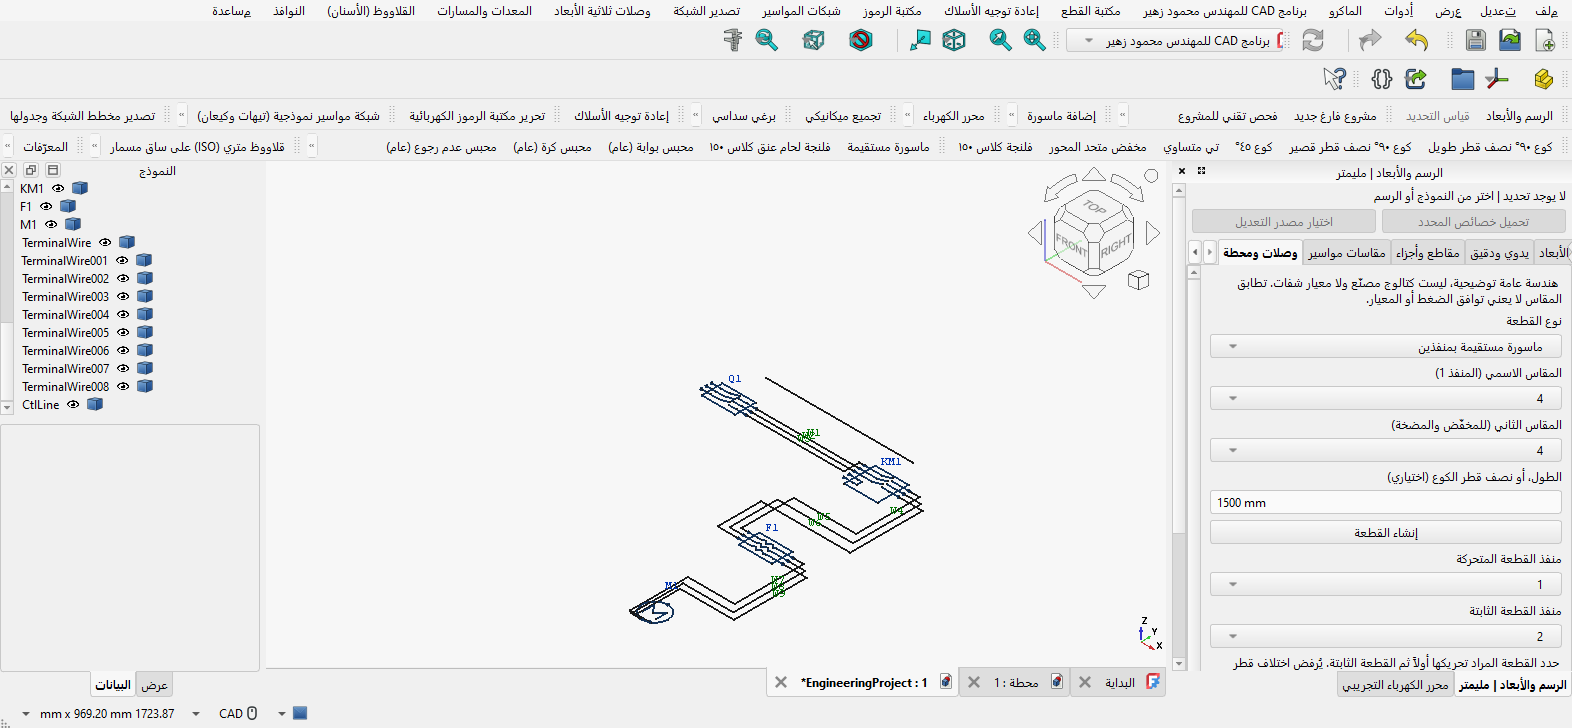 ملف تعديل عرض أدوات الماكرو برنامج CAD للمهندس محمود زهير مكتبة القطع إعادة توجيه الأسلاك مكتبة الرموز شبكات المواسير تصدير الشبكة وصلات ثلاثية الأبعاد المعدات والمسارات القلاووظ (الأسنان) النوافذ مساعدة
برنامج CAD للمهندس محمود زهير
الرسم والأبعاد قياس التحديد مشروع فارغ جديد فحص تقني للمشروع » إضافة ماسورة » محرر الكهرباء » تجميع ميكانيكي برغي سداسي » إعادة توجيه الأسلاك تحرير مكتبة الرموز الكهربائية شبكة مواسير نموذجية (تيهات وكيعان) » تصدير مخطط الشبكة وجدولها
كوع ٩٠° نصف قطر طويل كوع ٩٠° نصف قطر قصير كوع ٤٥° تي متساوي مخفض متحد المحور فلنجة كلاس ١٥٠ ماسورة مستقيمة فلنجة لحام عنق كلاس ١٥٠ محبس بوابة (عام) محبس كرة (عام) محبس عدم رجوع (عام) » قلاووظ متري (ISO) على ساق مسمار » المعرّفات »
النموذج
KM1
F1
M1
TerminalWire
TerminalWire001
TerminalWire002
TerminalWire003
TerminalWire004
TerminalWire005
TerminalWire006
TerminalWire007
TerminalWire008
CtlLine
عرض البيانات
TOP
FRONT
RIGHT
Q1
W1
KM1
W4
W5
W6
F1
W7
W8
W9
M1
Z
Y
X
الرسم والأبعاد | مليمتر
لا يوجد تحديد | اختر من النموذج أو الرسم
تحميل خصائص المحدد اختيار مصدر التعديل
الأبعاد يدوي ودقيق مقاطع وأجزاء مقاسات مواسير وصلات ومحطة
هندسة عامة توضيحية، ليست كتالوج مصنّع ولا معيار شفات. تطابق
المقاس لا يعني توافق الضغط أو المعيار.
نوع القطعة
ماسورة مستقيمة بمنفذين
المقاس الاسمي (المنفذ 1)
4
المقاس الثاني (للمخفّض والمضخة)
4
الطول، أو نصف قطر الكوع (اختياري)
1500 mm
إنشاء القطعة
منفذ القطعة المتحركة
1
منفذ القطعة الثابتة
2
حدد القطعة المراد تحريكها أولاً ثم القطعة الثابتة. يُرفض اختلاف قطر
الرسم والأبعاد | مليمتر محرر الكهرباء التجريبي
البداية محطة : 1 EngineeringProject : 1*
mm x 969.20 mm 1723.87 CAD